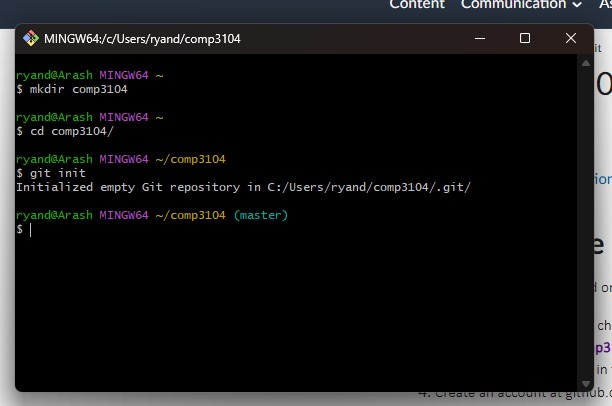 Content Communication
MINGW64:/c/Users/ryand/comp3104
it
ryand@Arash MINGW64 ~
$ mkdir comp3104
ryand@Arash MINGW64 ~
$ cd comp3104/
ryand@Arash MINGW64 ~/comp3104
$ git init
Initialized empty Git repository in C:/Users/ryand/comp3104/.git/
ryand@Arash MINGW64 ~/comp3104 (master)
$
in
4. Create an account at github.c